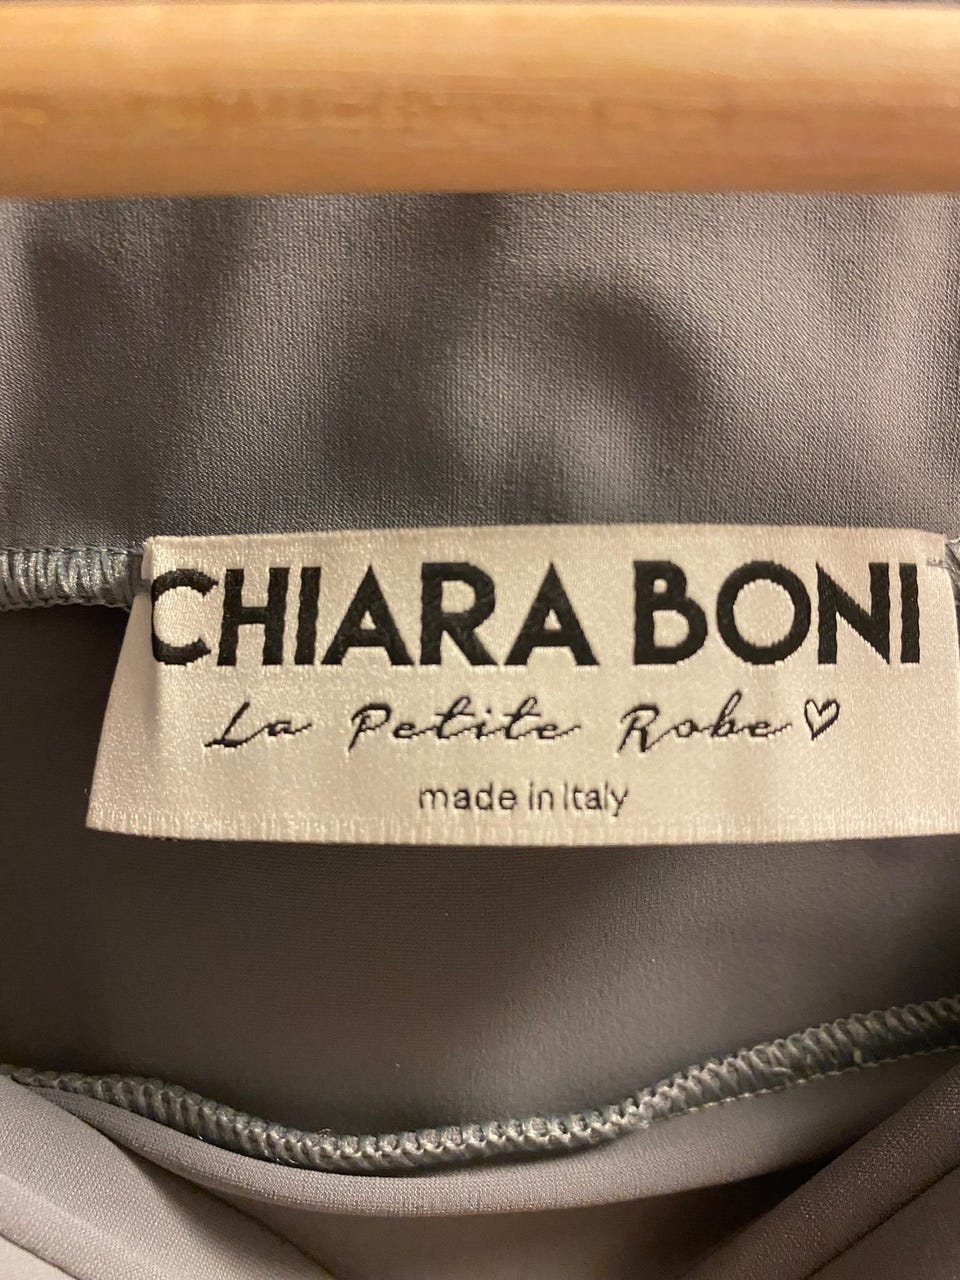 CHIARA BONI
La Petite Robe♡
made in Italy